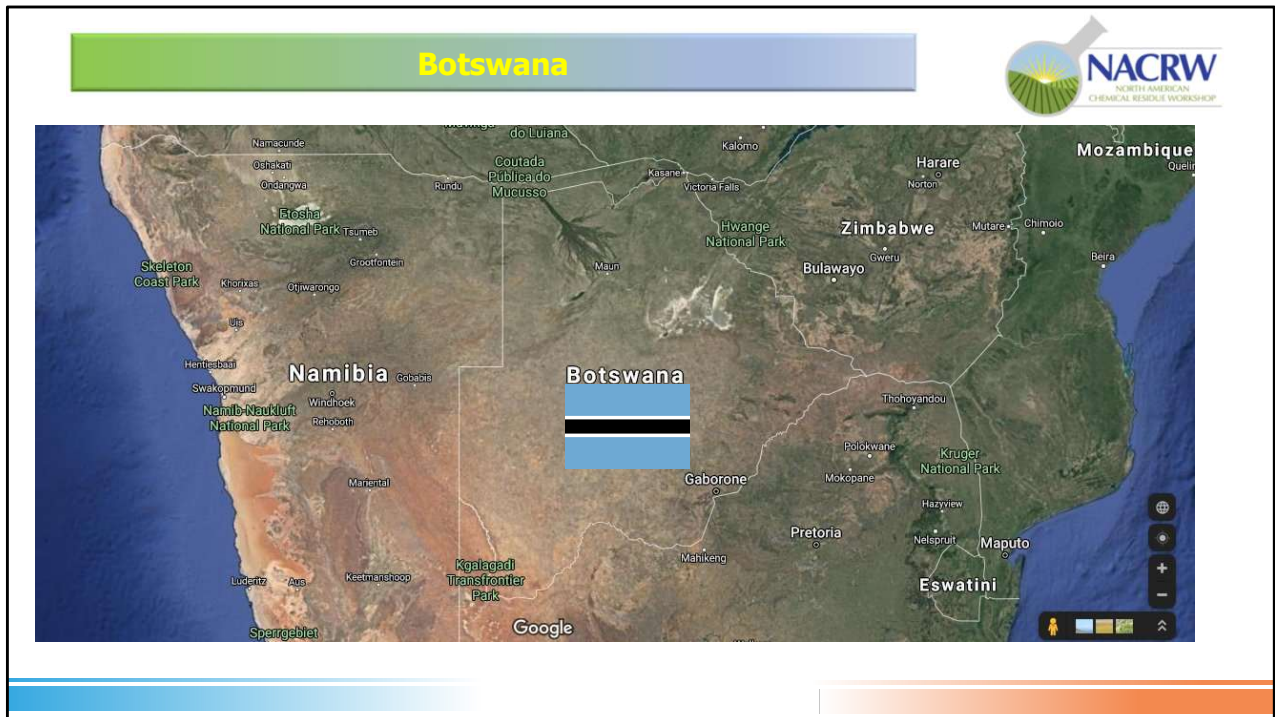 Botswana
NACRW
NORTH AMERICAN
CHEMICAL RESIDUE WORKSHOP
do Luiana
Namacunde
Kalomo
Mozambique
Oshakati
Coutada
Pública do
Mucusso
Harare
Kasane
Ondangwa
Rundu
Victoria Falls
Norton
Etosha
National Park
Tsumeb
Hwange
National Park
Zimbabwe
Mutare
Chimoio
Grootfontein
Maun
Gweru
Beira
Skeleton
Coast Park
Khorixas
Otjiwarongo
Bulawayo
Uis
Hentiesbaai
Namibia
Gobabis
Botswana
Swakopmund
Windhoek
Thohoyandou
Namib-Naukluft
National Park
Rehoboth
Polokwane
Kruger
National Park
Mariental
Gaborone
Mokopane
Hazyview
Pretoria
Nelspruit
Maputo
Mahikeng
Kgalagadi
Transfrontier
Park
Luderitz
Aus
Keetmanshoop
Eswatini
Sperrgebiet
Google